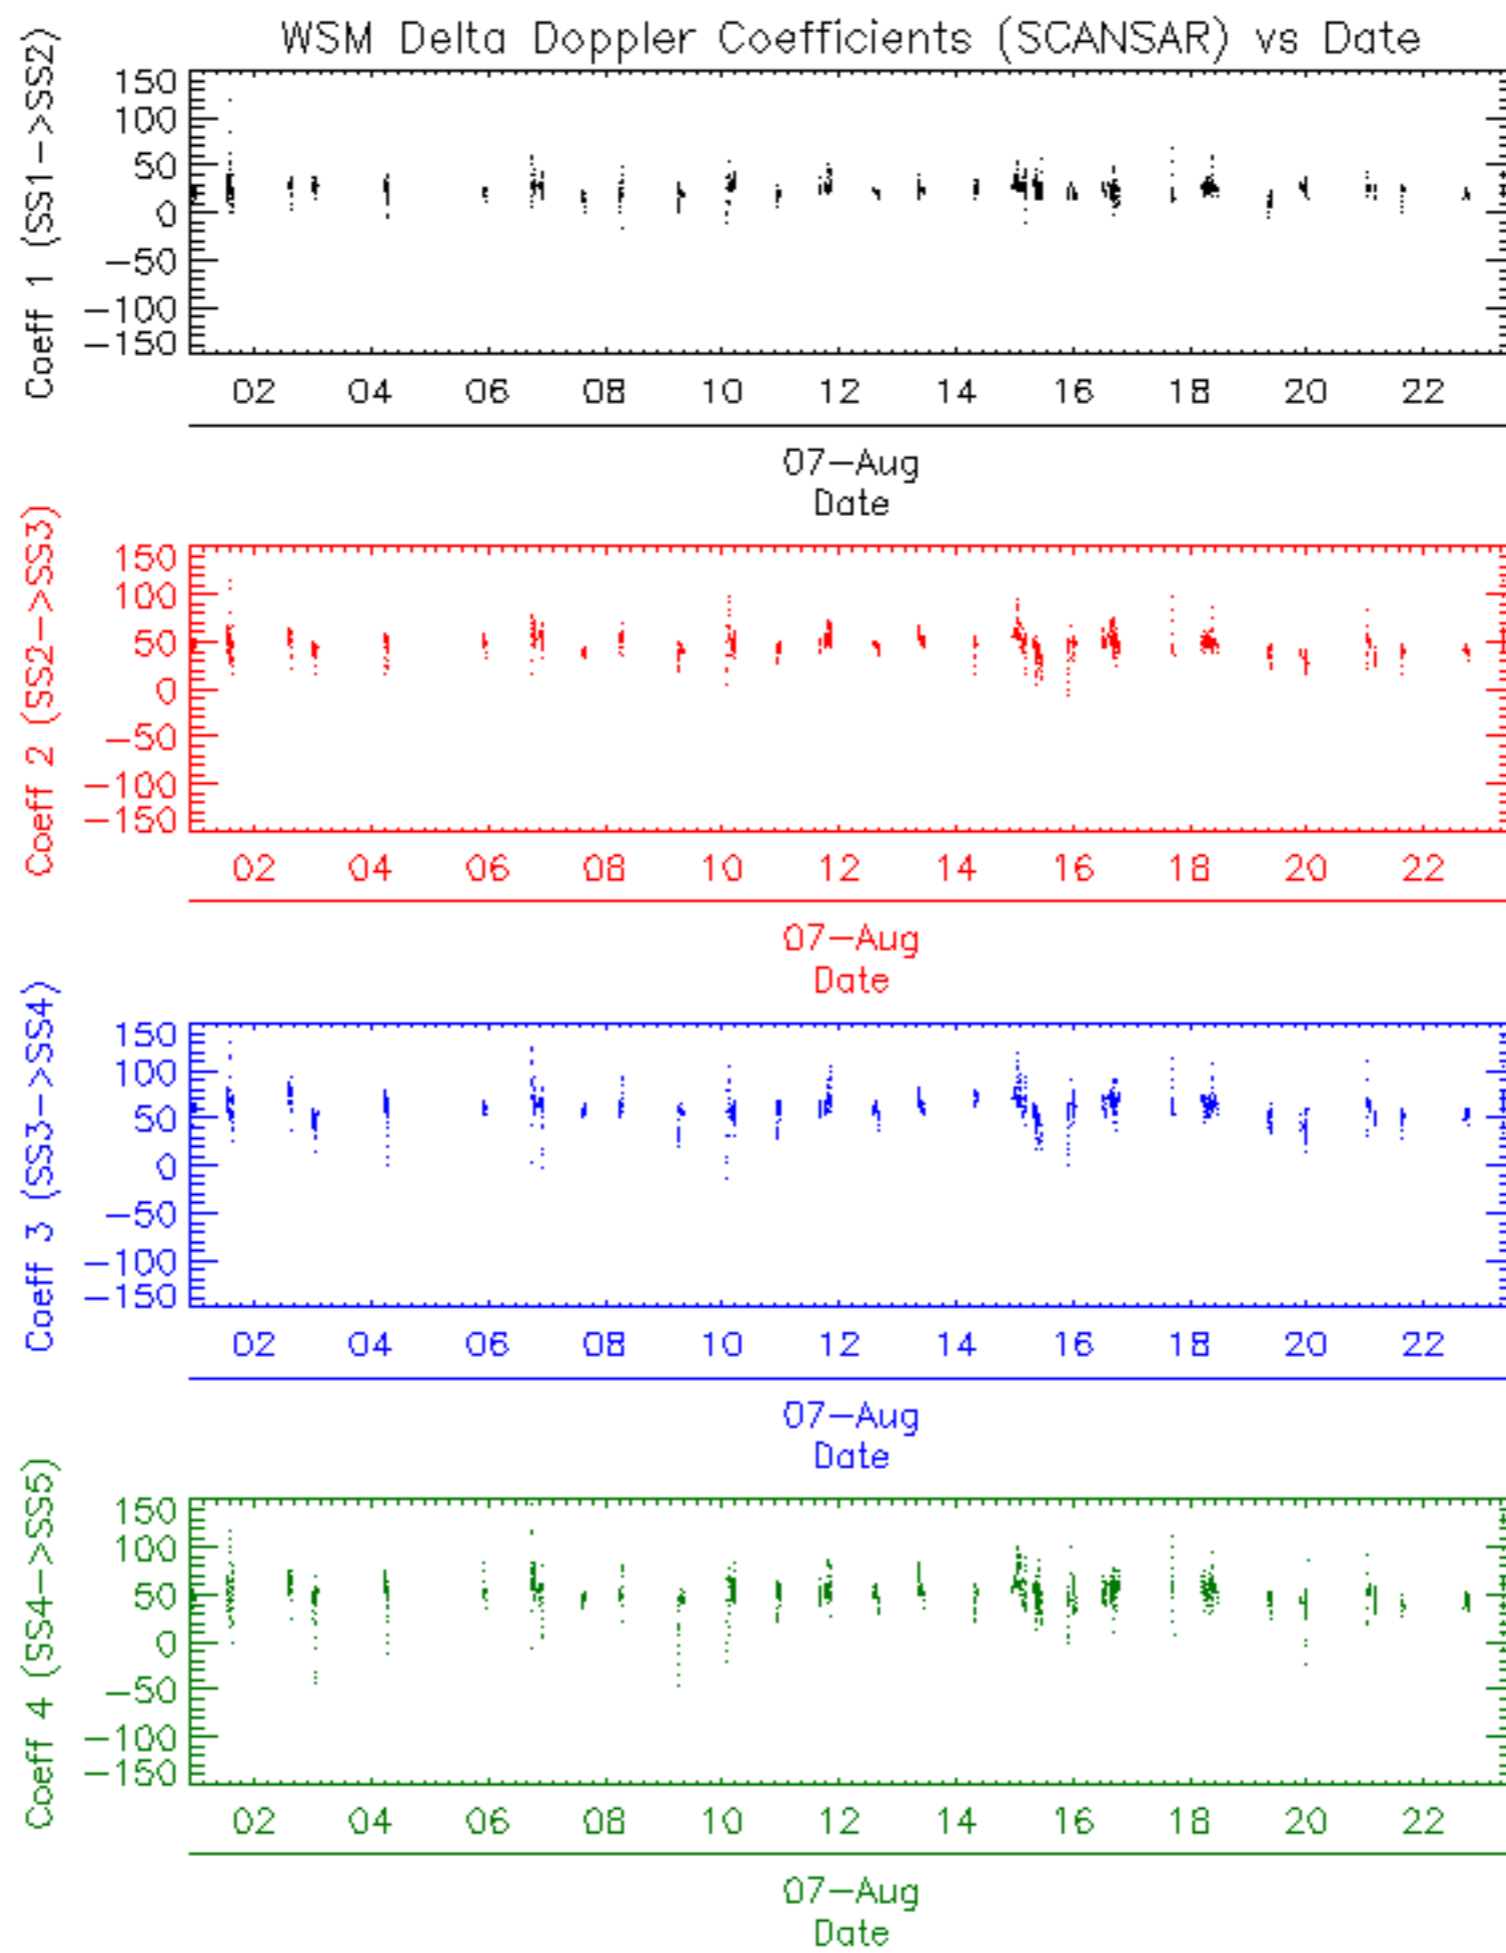 WSM Delta Doppler Coefficients (SCANSAR) vs Date
Coeff 1 (SS1->SS2)
150
100
50
0
-50
-100
-150
02 04 06 08 10 12 14 16 18 20 22
07-Aug
Date
Coeff 2 (SS2->SS3)
150
100
50
0
-50
-100
-150
02 04 06 08 10 12 14 16 18 20 22
07-Aug
Date
Coeff 3 (SS3->SS4)
150
100
50
0
-50
-100
-150
02 04 06 08 10 12 14 16 18 20 22
07-Aug
Date
Coeff 4 (SS4->SS5)
150
100
50
0
-50
-100
-150
02 04 06 08 10 12 14 16 18 20 22
07-Aug
Date